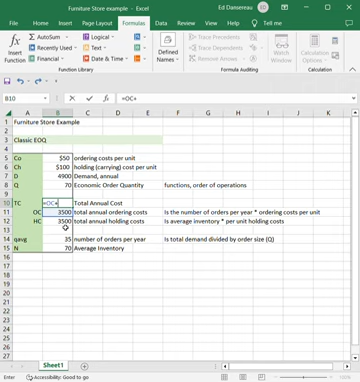 Furniture Store example - Excel
Ed Dansereau
ED
File Home Insert Page Layout Formulas Review View Help Tell me
Insert Function
AutoSum
Recently Used
Financial
Logical
Text
Date & Time
Function Library
Defined Names
Trace Precedents
Trace Dependents
Remove Arrows
Formula Auditing
Watch Window
Calculation Options
Calculation
B10 =OC+
A B C D E F G H I J K
1 Furniture Store Example
2
3 Classic EOQ
4
5 Co $50 ordering costs per unit
6 Ch $100 holding (carrying) cost per unit
7 D 4900 Demand, annual
8 Q 70 Economic Order Quantity functions, order of operations
9
10 TC =OC+ Total Annual Cost
11 OC 3500 total annual ordering costs Is the number of orders per year * ordering costs per unit
12 HC 3500 total annual holding costs Is average inventory * per unit holding costs
13
14 qavg 35 number of orders per year Is total demand divided by order size (Q)
15 N 70 Average Inventory
16
17
18
19
20
21
22
23
24
25
26
27
Sheet1
Enter Accessibility: Good to go